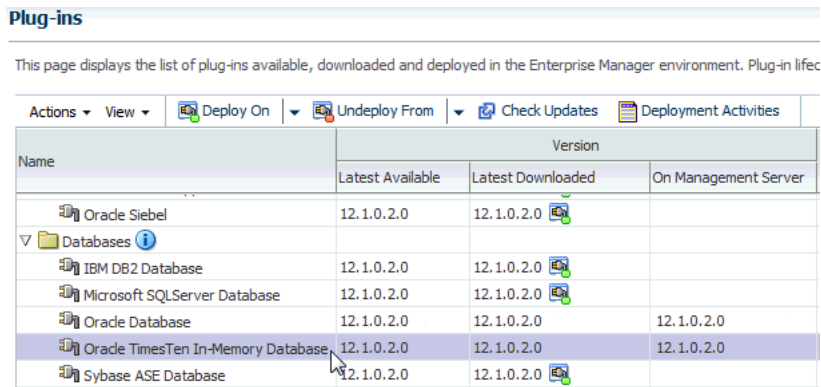 Plug-ins
This page displays the list of plug-ins available, downloaded and deployed in the Enterprise Manager environment. Plug-in
Actions View Deploy On Undeploy From Check Updates Deployment Activities
Name
Version
Latest Available Latest Downloaded On Management Server
Oracle Siebel 12.1.0.2.0 12.1.0.2.0
Databases
IBM DB2 Database 12.1.0.2.0 12.1.0.2.0
Microsoft SQLServer Database 12.1.0.2.0 12.1.0.2.0
Oracle Database 12.1.0.2.0 12.1.0.2.0 12.1.0.2.0
Oracle TimesTen In-Memory Database 12.1.0.2.0 12.1.0.2.0 12.1.0.2.0
Sybase ASE Database 12.1.0.2.0 12.1.0.2.0